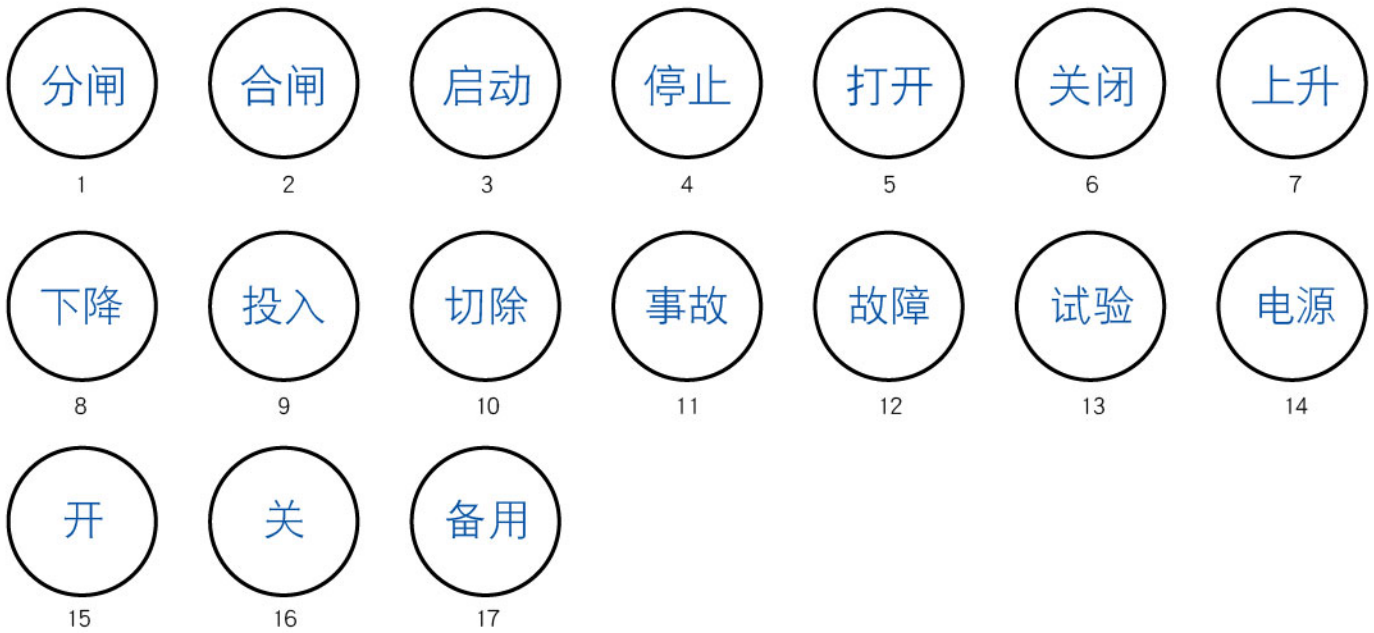 分闸 合闸 启动 停止 打开 关闭 上升
1 2 3 4 5 6 7
下降 投入 切除 事故 故障 试验 电源
8 9 10 11 12 13 14
开 关 备用
15 16 17